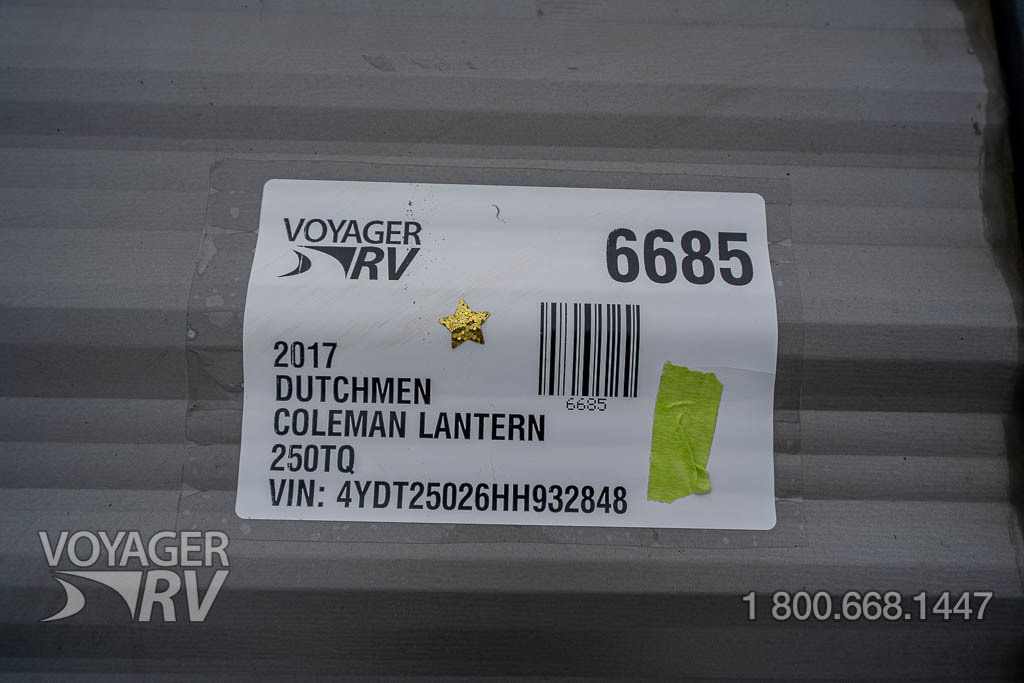 VOYAGER
RV
6685
6685
2017
DUTCHMEN
COLEMAN LANTERN
250TQ
VIN: 4YDT25026HH932848
VOYAGER
RV
1 800.668.1447